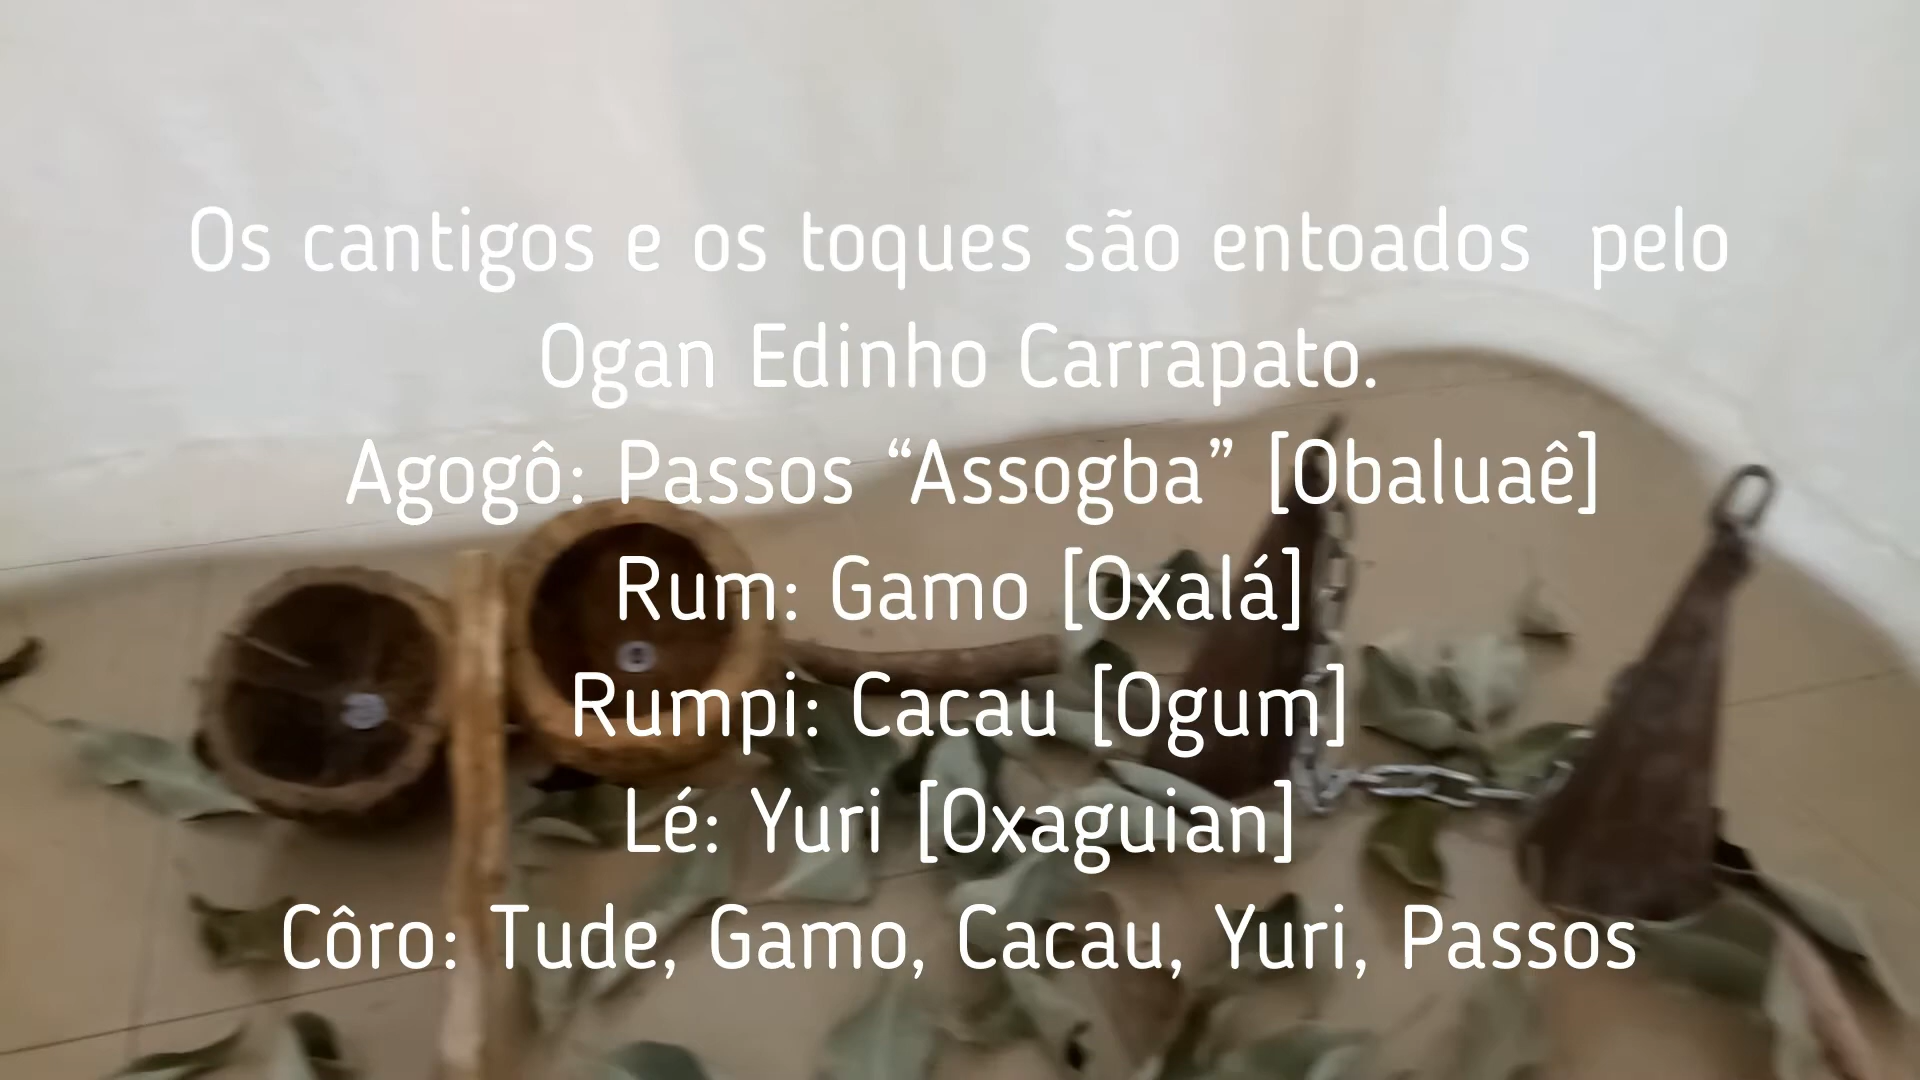 Os cantigos e os toques são entoados  pelo
Ogan Edinho Carrapato.
Agogô: Passos “Assogba” [Obaluaê]
Rum: Gamo [Oxalá]
Rumpi: Cacau [Ogum]
Lé: Yuri [Oxaguian]
Côro: Tude, Gamo, Cacau, Yuri, Passos